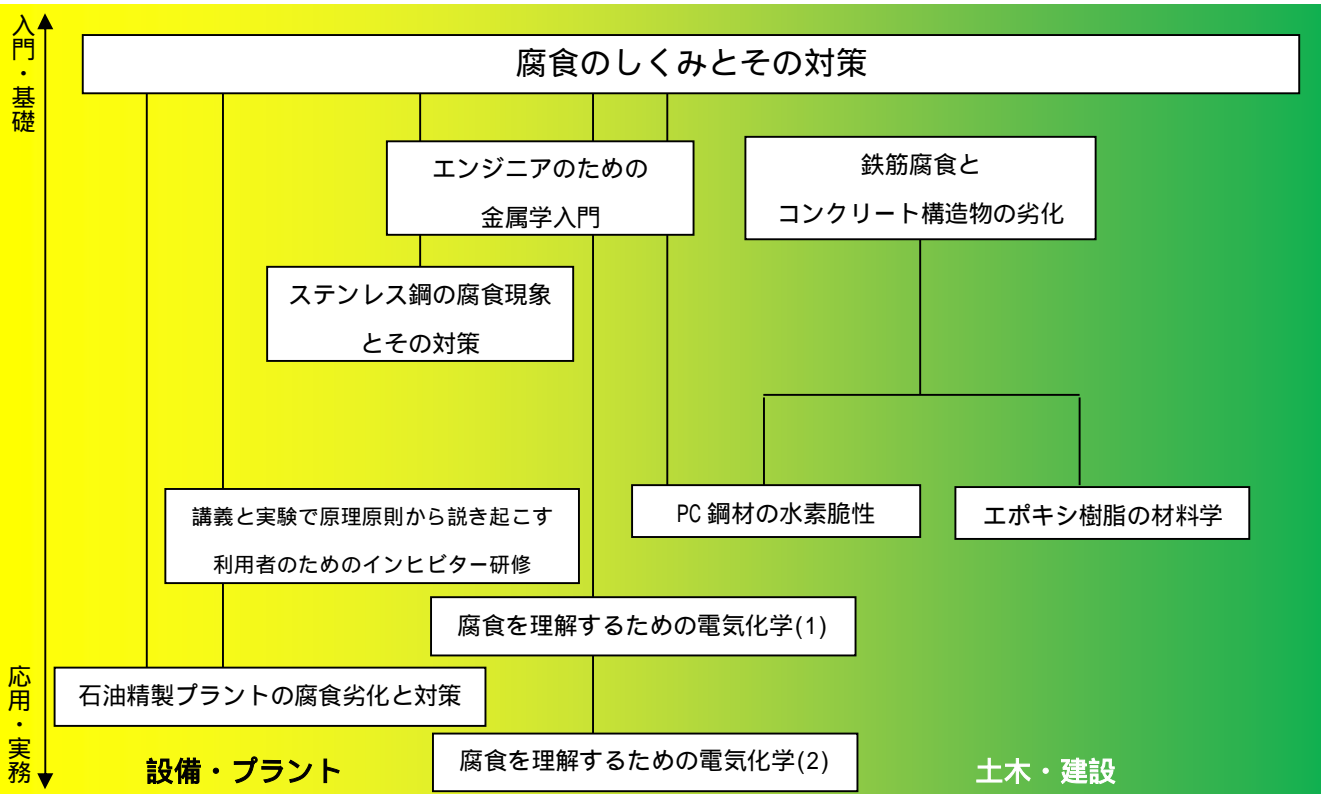 入門・基礎
腐食のしくみとその対策
エンジニアのための
金属学入門
鉄筋腐食と
コンクリート構造物の劣化
ステンレス鋼の腐食現象
とその対策
講義と実験で原理原則から説き起こす
利用者のためのインヒビター研修
PC鋼材の水素脆性
エポキシ樹脂の材料学
腐食を理解するための電気化学(1)
石油精製プラントの腐食劣化と対策
腐食を理解するための電気化学(2)
応用・実務
設備・プラント
土木・建設